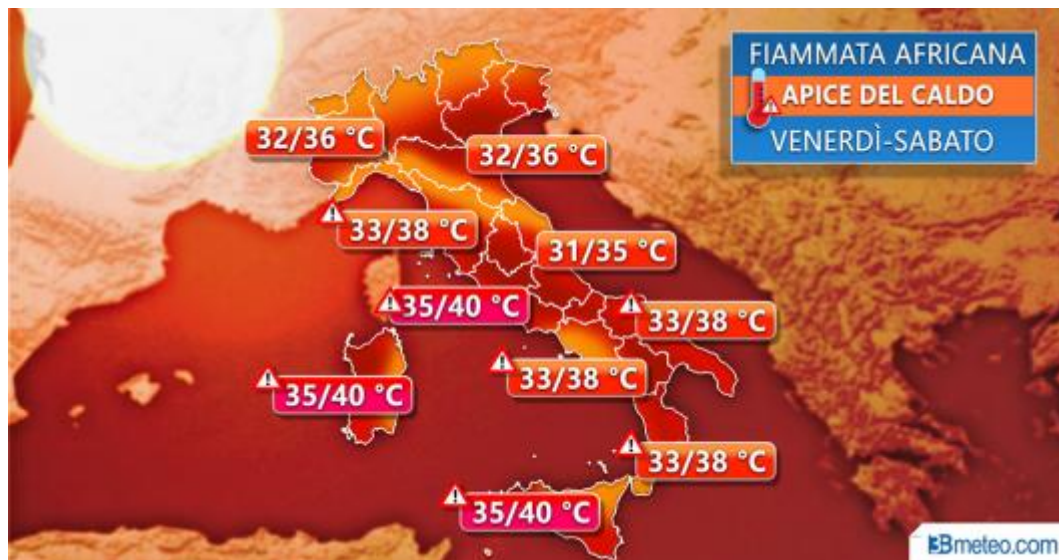 FIAMMATA AFRICANA
APICE DEL CALDO
VENERDÌ-SABATO
32/36 °C
32/36 °C
33/38 °C
31/35 °C
35/40 °C
33/38 °C
33/38 °C
35/40 °C
33/38 °C
35/40 °C
3Bmeteo.com